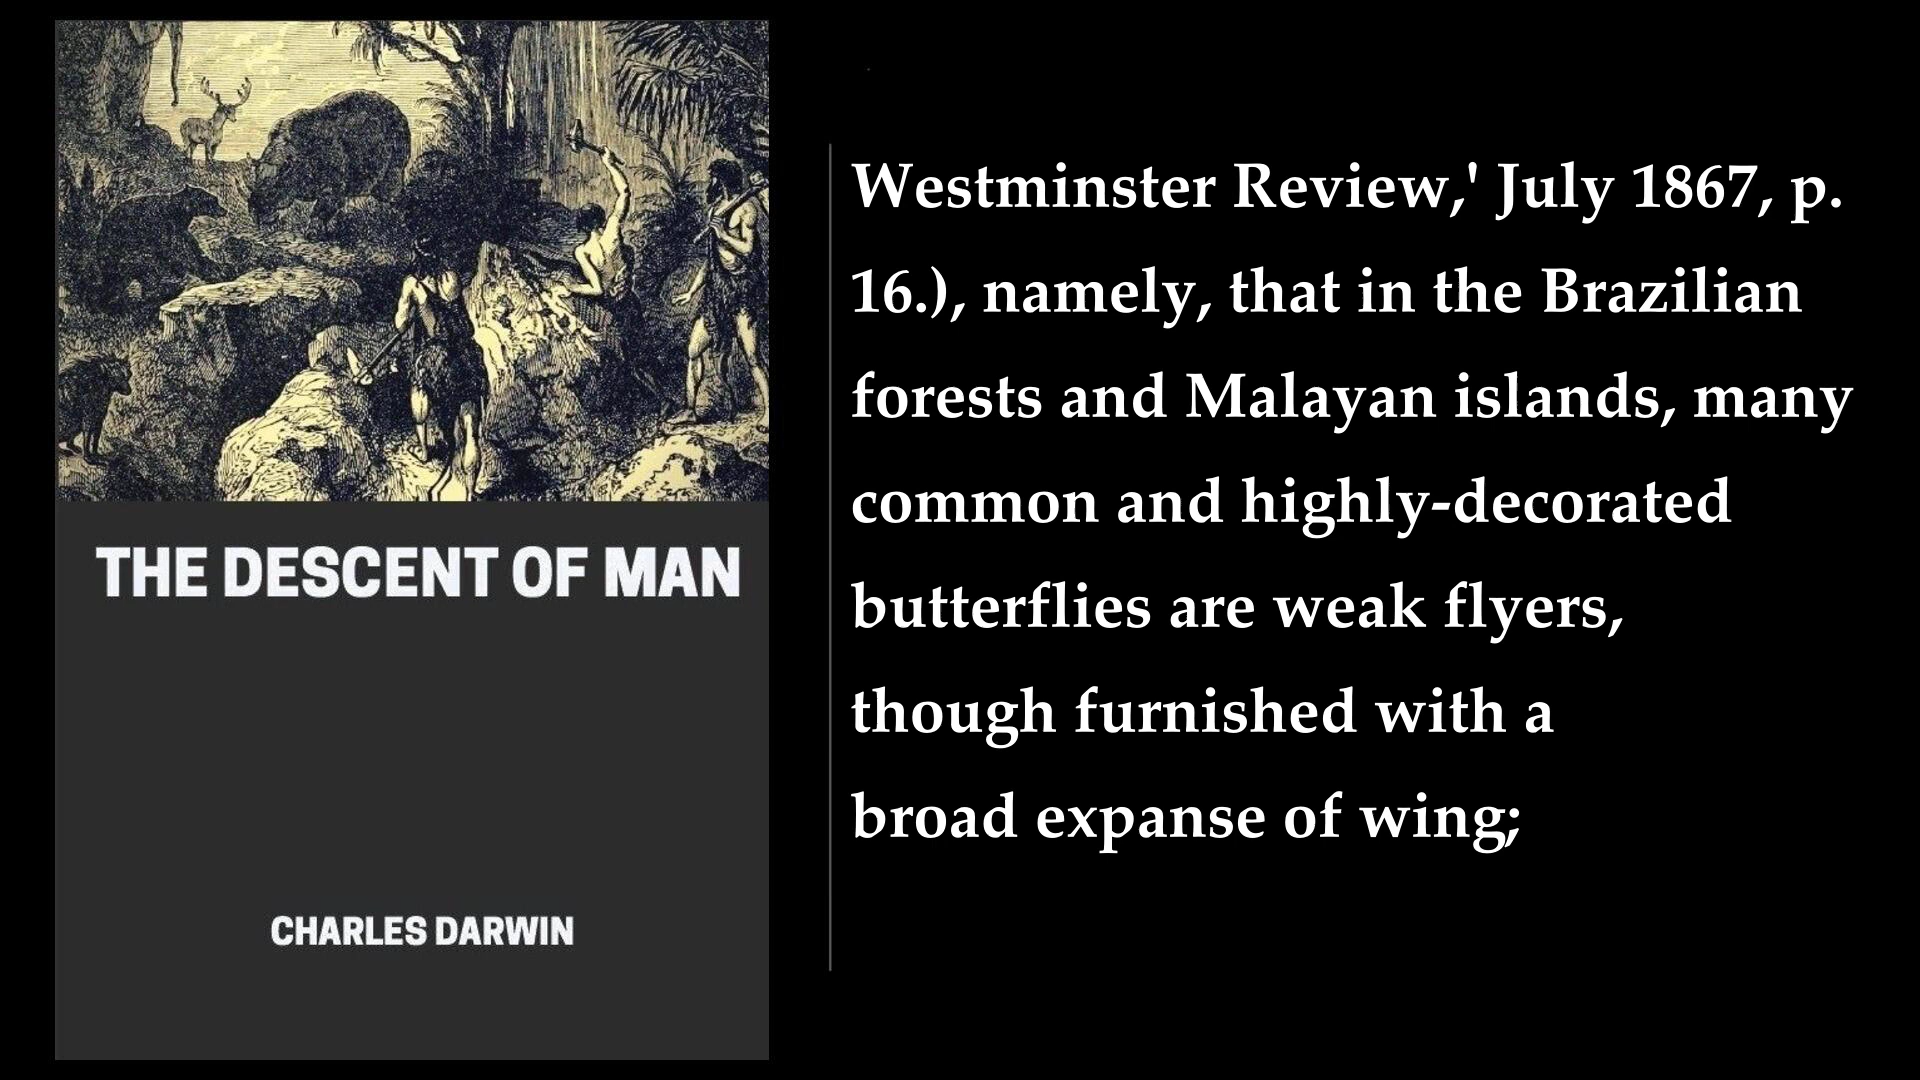 THE DESCENT OF MAN
CHARLES DARWIN
Westminster Review,' July 1867, p.
16.), namely, that in the Brazilian
forests and Malayan islands, many
common and highly-decorated
butterflies are weak flyers,
though furnished with a
broad expanse of wing;